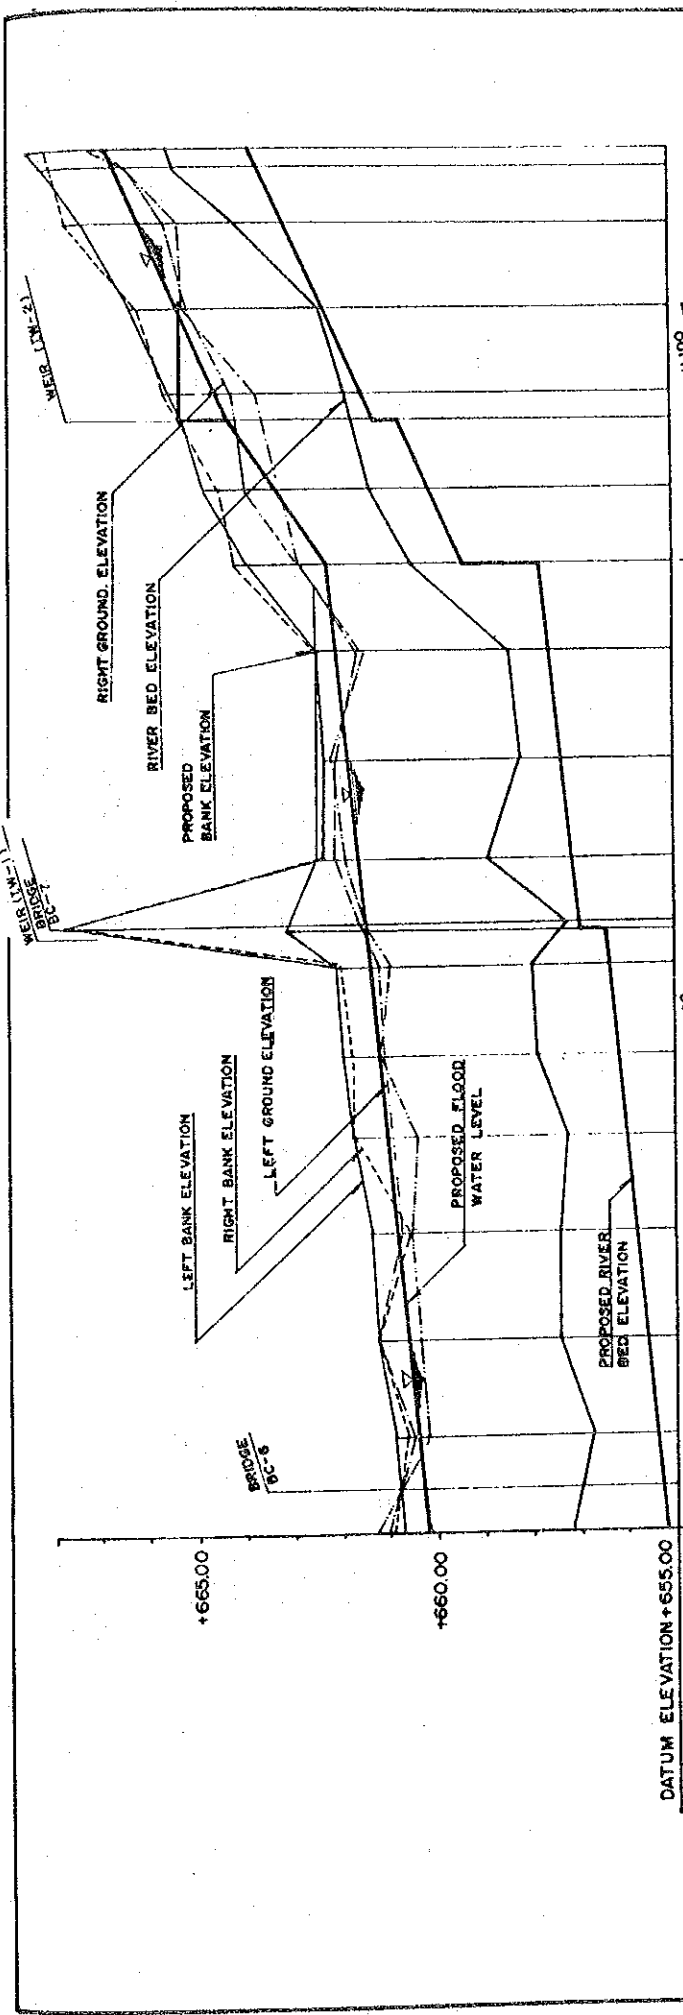 WEIR (IW-2)
RIGHT GROUND ELEVATION
RIVER BED ELEVATION
PROPOSED
BANK ELEVATION
WEIR (IW-1)
BRIDGE
BC-7
LEFT GROUND ELEVATION
RIGHT BANK ELEVATION
LEFT BANK ELEVATION
PROPOSED FLOOD
WATER LEVEL
PROPOSED RIVER
BED ELEVATION
BRIDGE
BC-6
+665.00
+660.00
DATUM ELEVATION +655.00